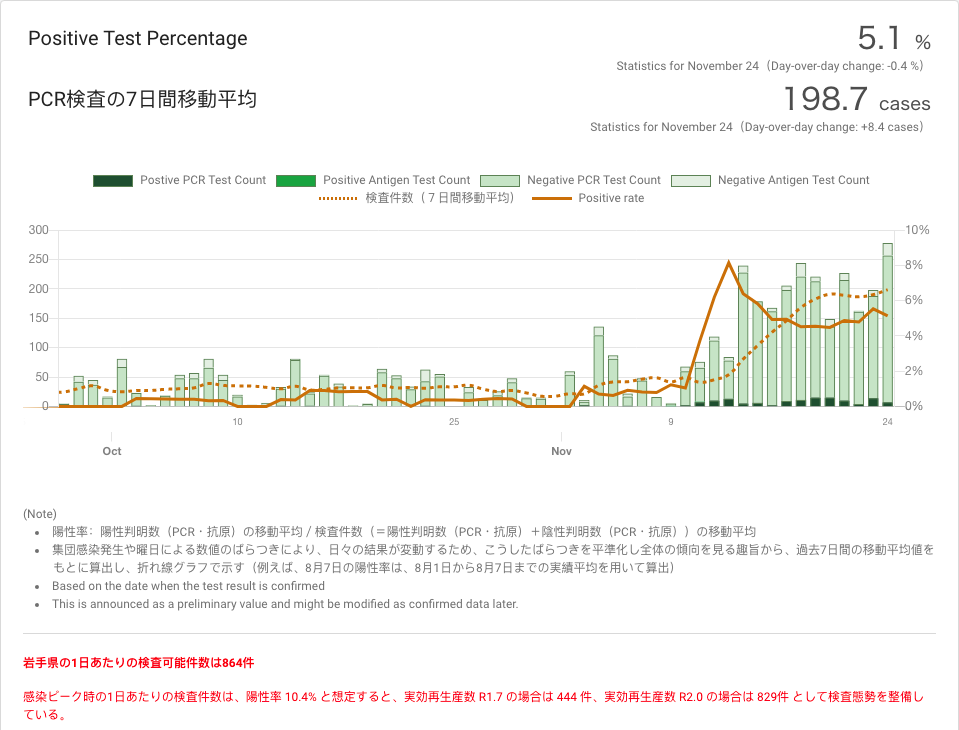 Positive Test Percentage
5.1 %
Statistics for November 24（Day-over-day change: -0.4 %）
PCR検査の7日間移動平均
198.7 cases
Statistics for November 24（Day-over-day change: +8.4 cases）
Postive PCR Test Count Positive Antigen Test Count Negative PCR Test Count Negative Antigen Test Count
検査件数（７日間移動平均） Positive rate
300 10%
250 8%
200 6%
150 4%
100 2%
50
0 0%
10 25 9 24
Oct Nov
(Note)
• 陽性率：陽性判明数（PCR・抗原）の移動平均 / 検査件数（＝陽性判明数（PCR・抗原）＋陰性判明数（PCR・抗原））の移動平均
• 集団感染発生や曜日による数値のばらつきにより、日々の結果が変動するため、こうしたばらつきを平準化し全体の傾向を見る趣旨から、過去7日間の移動平均値を
もとに算出し、折れ線グラフで示す（例えば、8月7日の陽性率は、8月1日から8月7日までの実績平均を用いて算出）
• Based on the date when the test result is confirmed
• This is announced as a preliminary value and might be modified as confirmed data later.
岩手県の1日あたりの検査可能件数は864件
感染ピーク時の1日あたりの検査件数は、陽性率 10.4% と想定すると、実効再生産数 R1.7 の場合は 444 件、実効再生産数 R2.0 の場合は 829件 として検査態勢を整備し
ている。